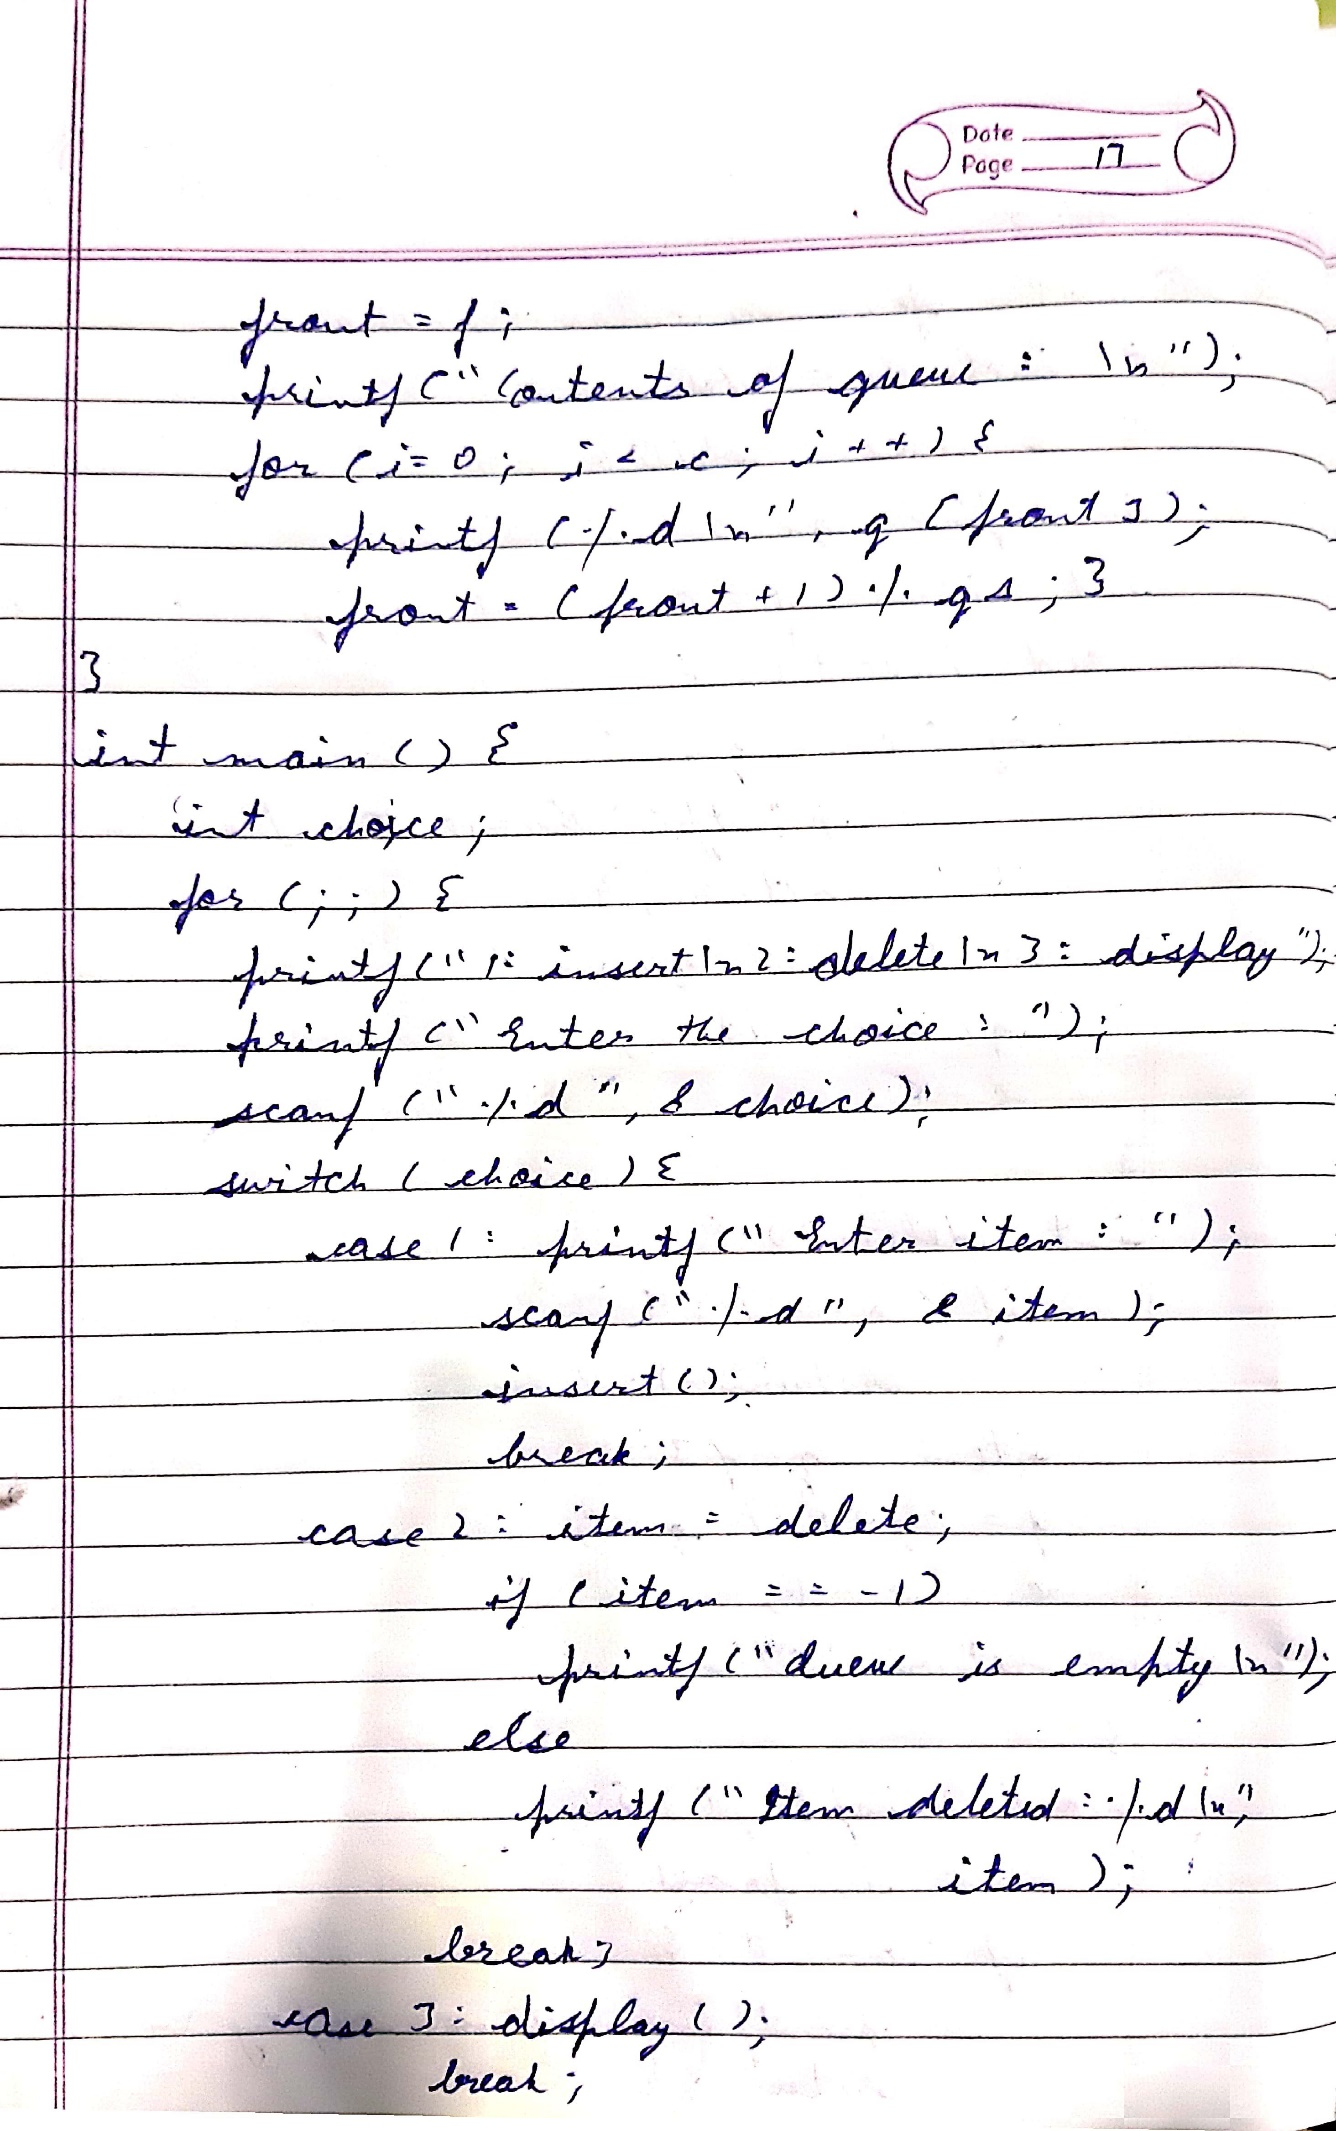 Date
Page 17
front = f;
printf ("Contents of queue : \n");
for (i=0; i < c; i++) {
printf (%d \n", q [front]);
front = (front + 1) % qs; }
}
int main () {
int choice;
for (;;) {
printf (" 1: insert \n 2: delete \n 3: display");
printf (" Enter the choice : ");
scanf (" %d ", & choice);
switch (choice) {
case 1 : printf (" Enter item : ");
scanf (" %d ", & item );
insert ();
break;
case 2 : item = delete;
if (item == -1)
printf ("Queue is empty \n");
else
printf (" Item deleted : %d \n",
item );
break;
case 3 : display ( );
break;